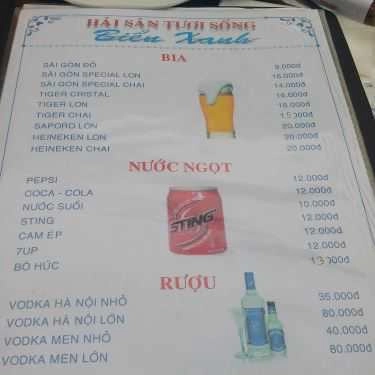 HẢI SẢN TƯƠI SỐNG
Biển Xanh
BIA
SÀI GÒN ĐỎ 9.000đ
SÀI GÒN SPECIAL LON 16.000đ
SÀI GÒN SPECIAL CHAI 14.000đ
TIGER CRISTAL 16.000đ
TIGER LON 16.000đ
TIGER CHAI 15.000đ
SAPORO LON 20.000đ
HEINEKEN LON 20.000đ
HEINEKEN CHAI 20.000đ
NƯỚC NGỌT
PEPSI 12.000đ
COCA - COLA 12.000đ
NƯỚC SUỐI 10.000đ
STING 12.000đ
CAM ÉP 12.000đ
7UP 12.000đ
BÒ HÚC 13.000đ
STING
RƯỢU
VODKA HÀ NỘI NHỎ 35.000đ
VODKA HÀ NỘI LỚN 80.000đ
VODKA MEN NHỎ 40.000đ
VODKA MEN LỚN 80.000đ